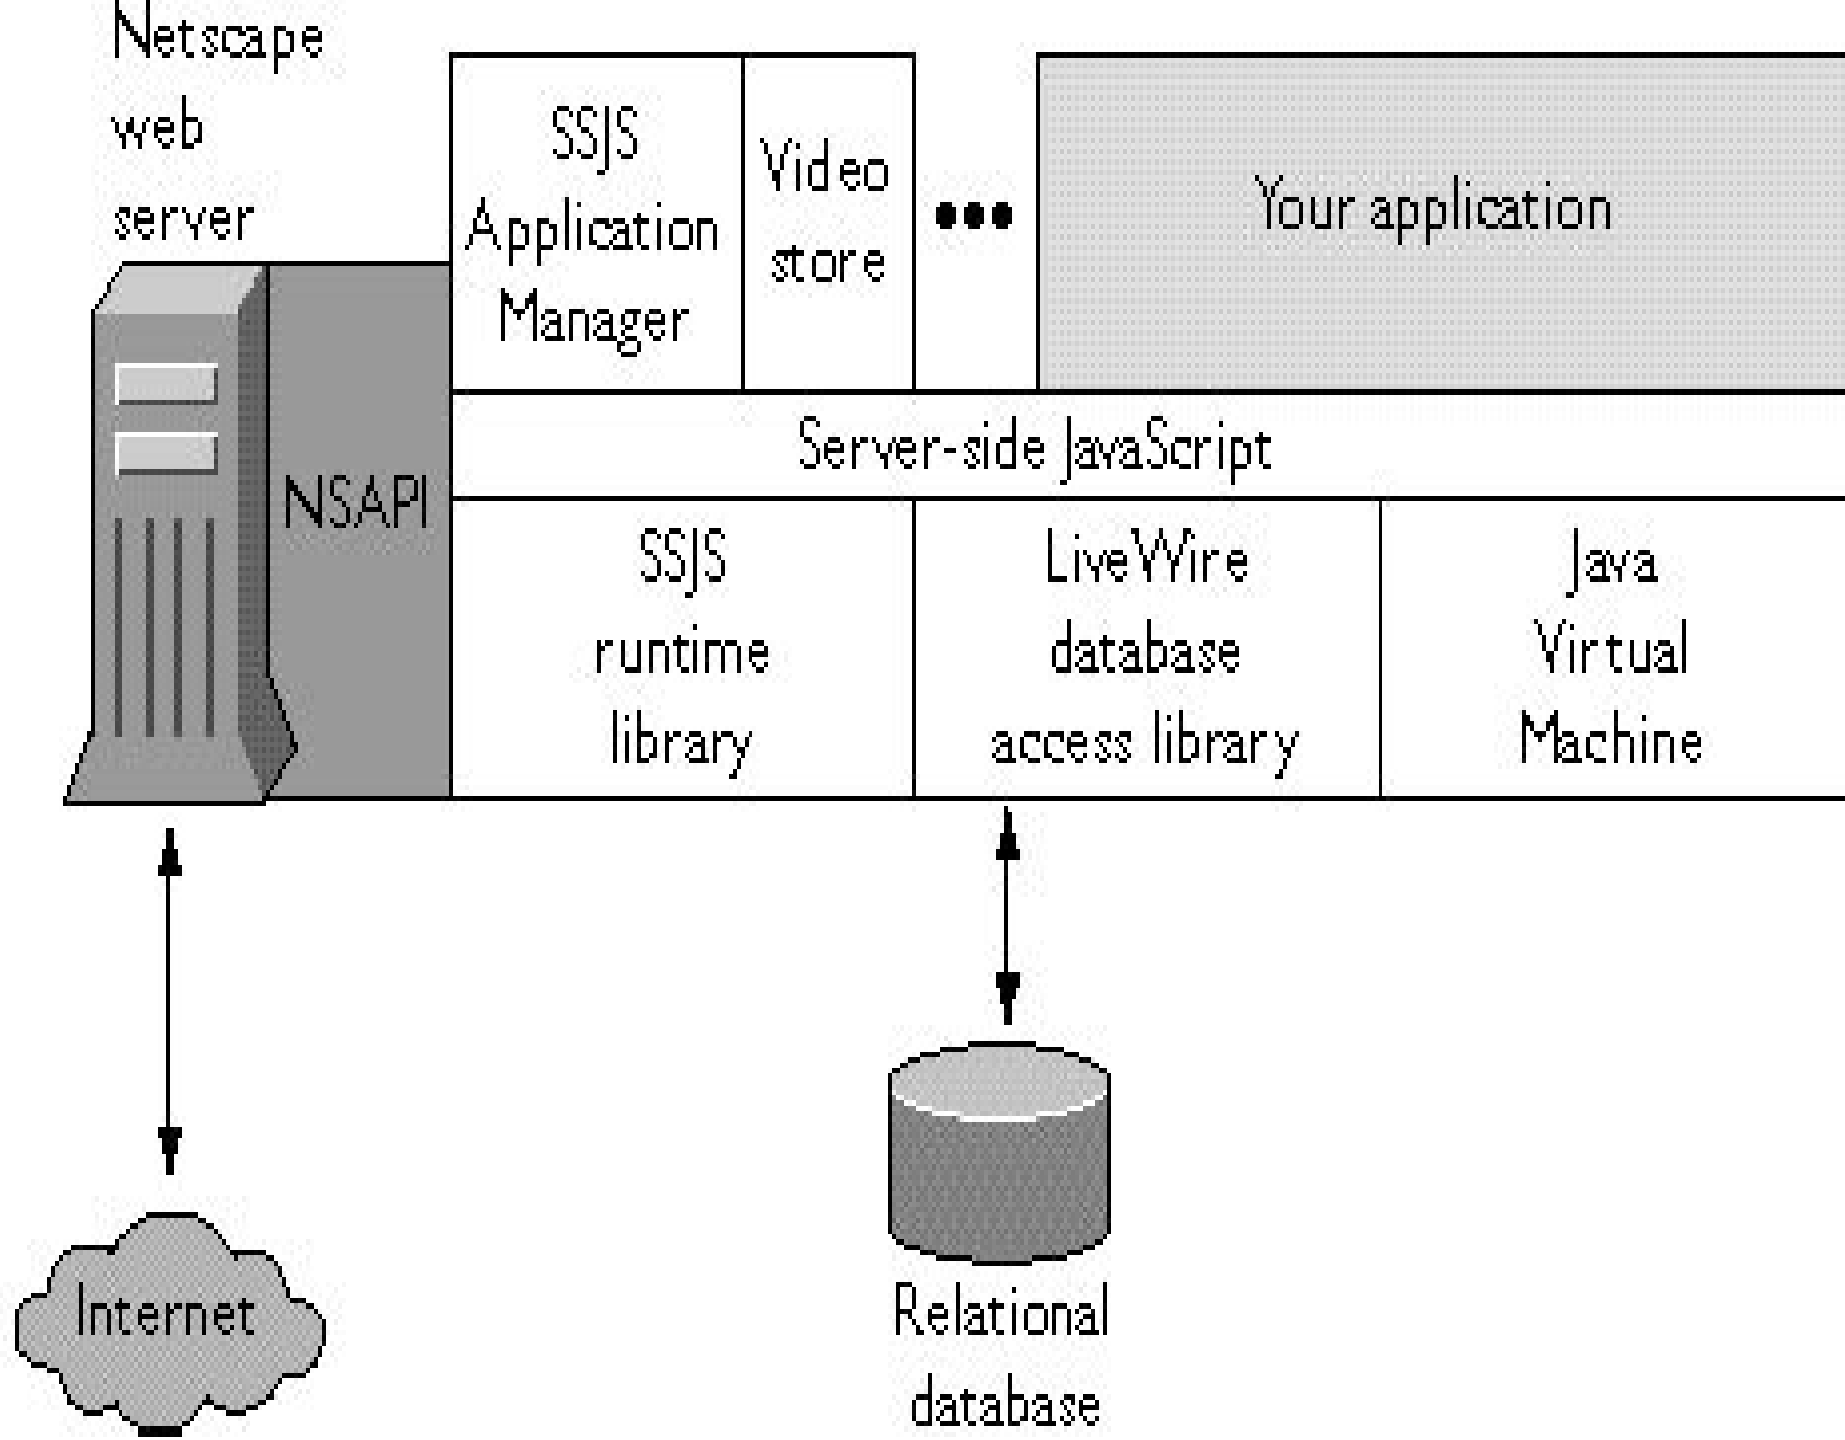 Netscape
web
server
SSJS
Application
Manager
Video
store
•••
Your application
Server-side JavaScript
NSAPI
SSJS
runtime
library
LiveWire
database
access library
Java
Virtual
Machine
Internet
Relational
database